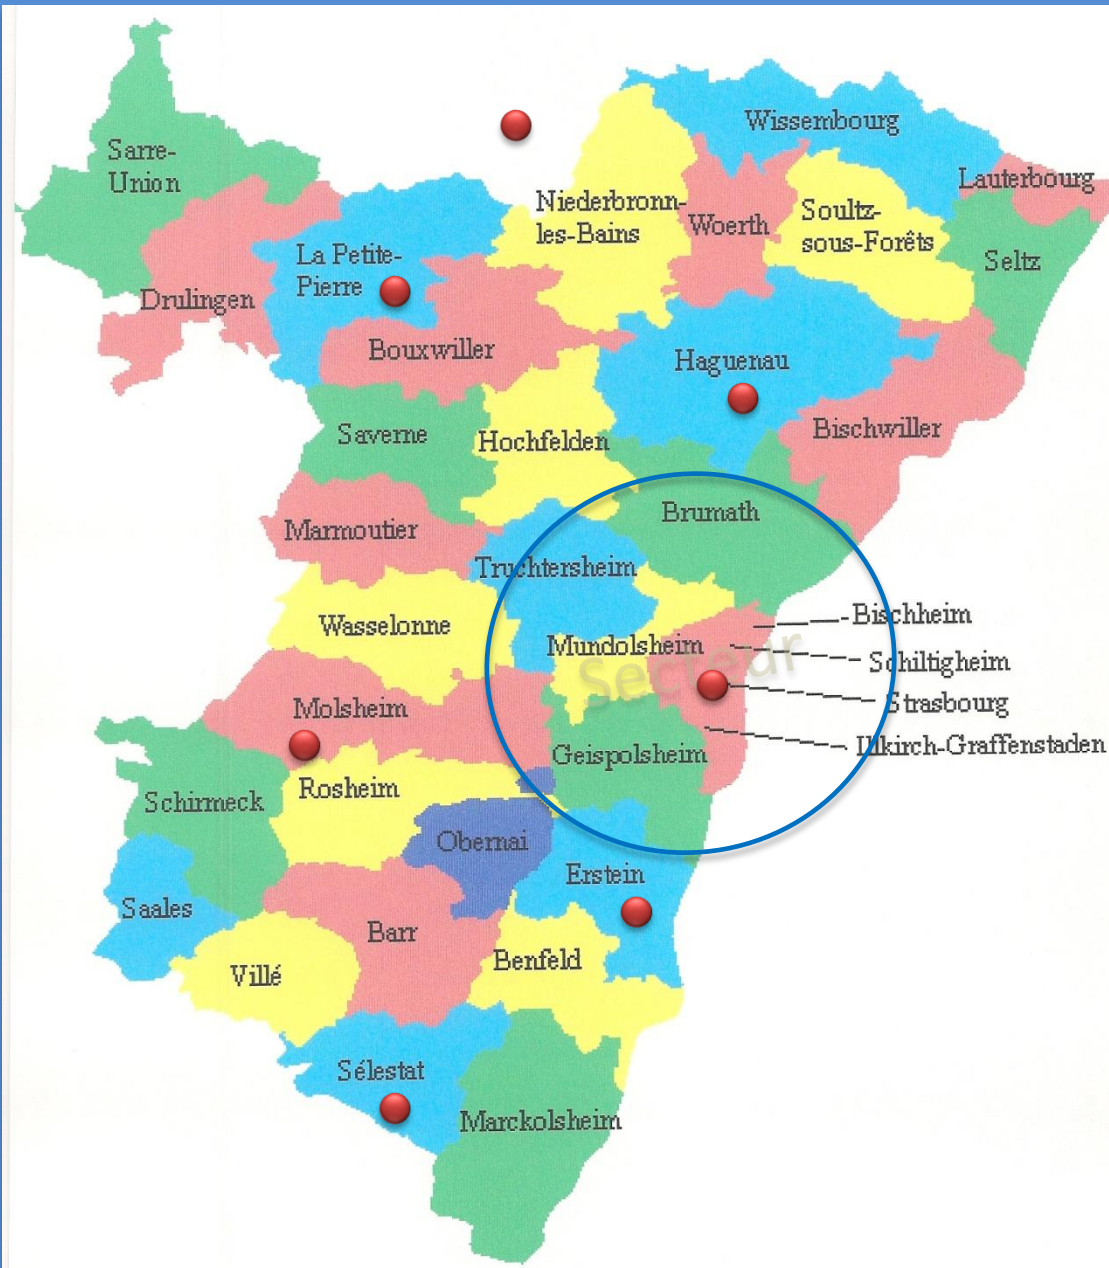 Wissembourg
Sarre-
Union
Lauterbourg
Niederbronn-
les-Bains
Woerth
Soultz-
sous-Forêts
La Petite-
Pierre
Seltz
Drulingen
Bouxwiller
Haguenau
Saverne
Hochfelden
Bischwiller
Brumath
Marmoutier
Truchtersheim
Bischheim
Wasselonne
Mundolsheim
Secteur
Schiltigheim
Strasbourg
Molsheim
Illkirch-Graffenstaden
Geispolsheim
Rosheim
Schirmeck
Obernai
Erstein
Saales
Barr
Benfeld
Villé
Sélestat
Marckolsheim